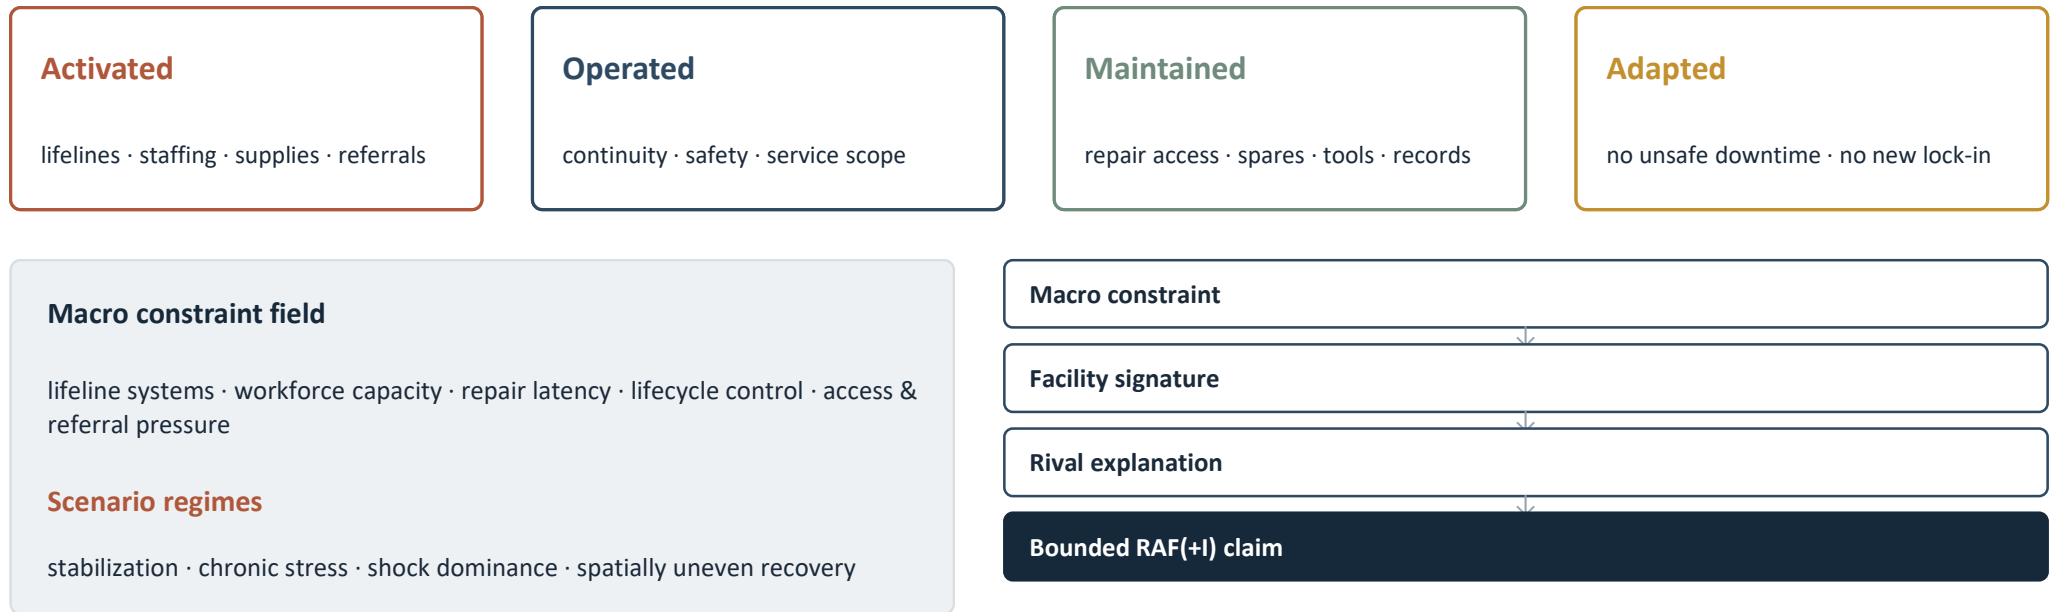 Activated
lifelines · staffing · supplies · referrals
Operated
continuity · safety · service scope
Maintained
repair access · spares · tools · records
Adapted
no unsafe downtime · no new lock-in
Macro constraint field
lifeline systems · workforce capacity · repair latency · lifecycle control · access &
referral pressure
Scenario regimes
stabilization · chronic stress · shock dominance · spatially uneven recovery
Macro constraint
Facility signature
Rival explanation
Bounded RAF(+I) claim